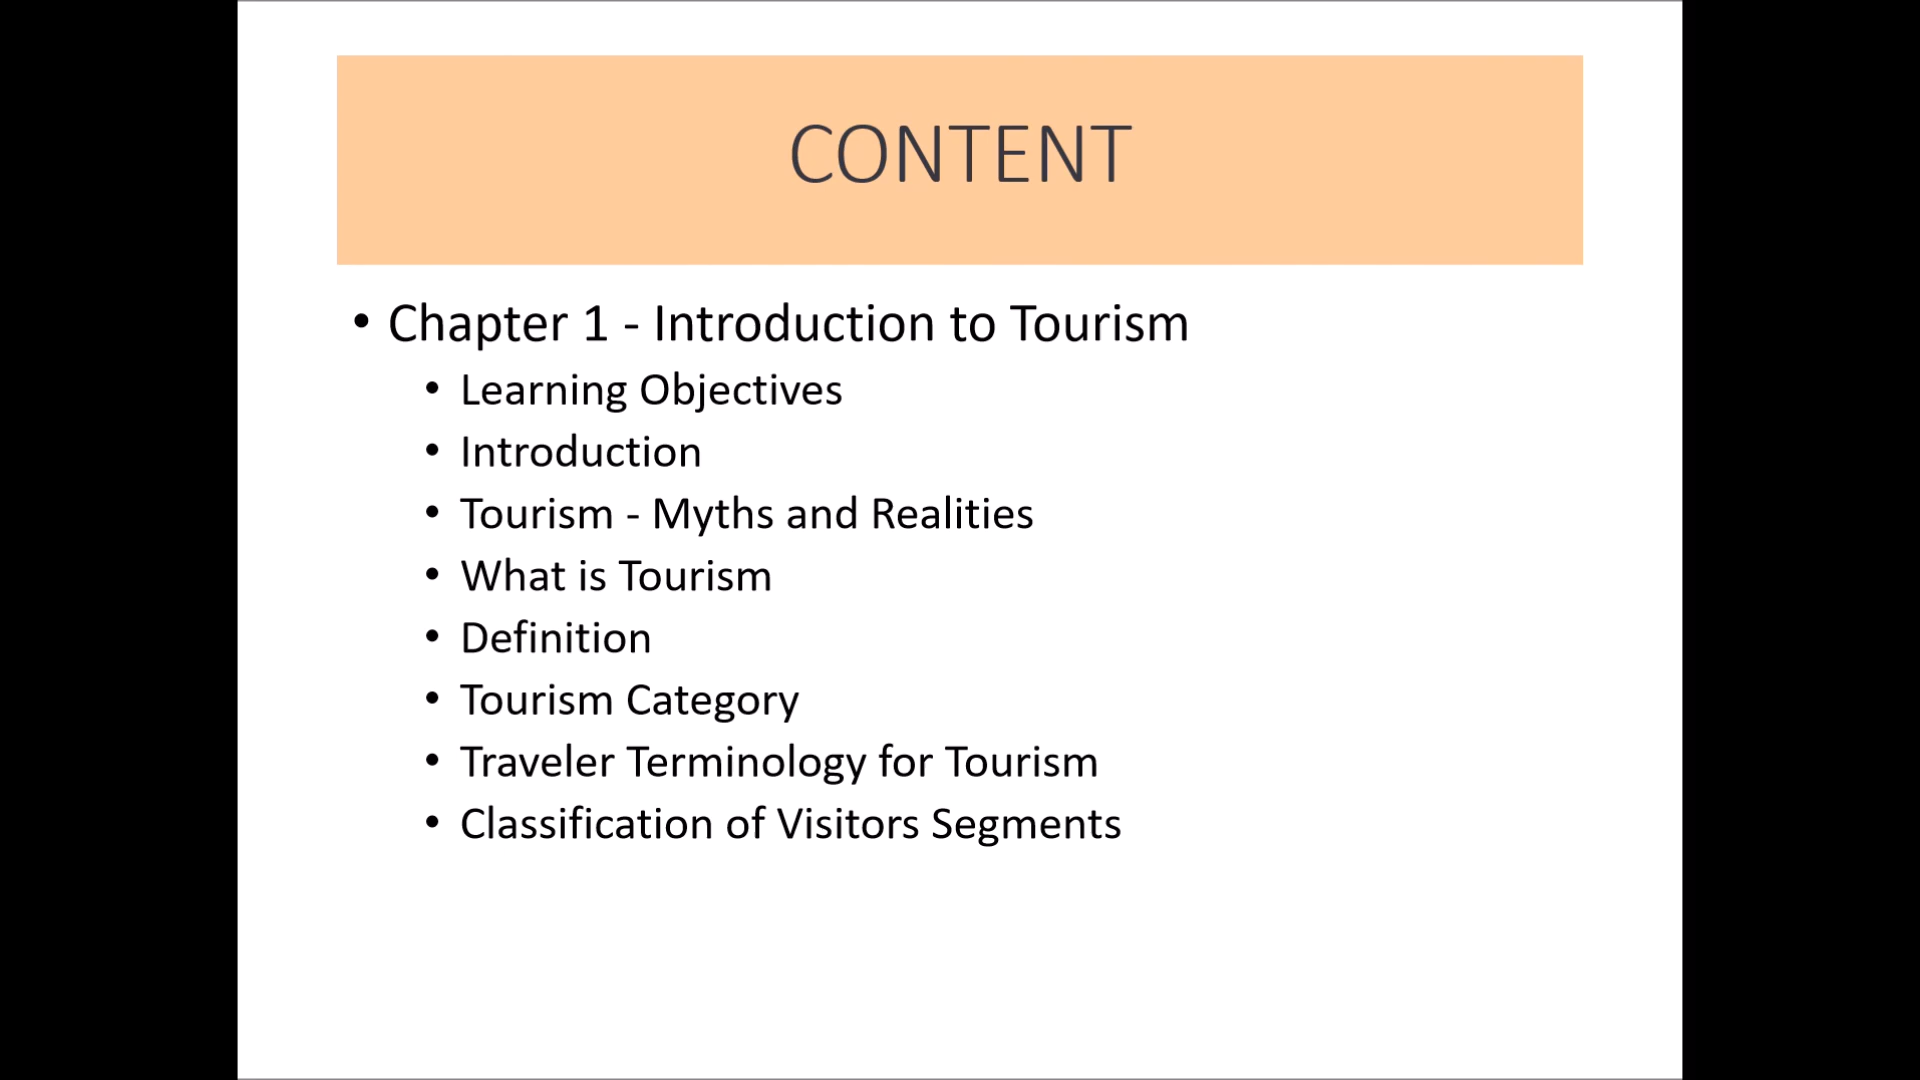 CONTENT
• Chapter 1 - Introduction to Tourism
• Learning Objectives
• Introduction
• Tourism - Myths and Realities
• What is Tourism
• Definition
• Tourism Category
• Traveler Terminology for Tourism
• Classification of Visitors Segments